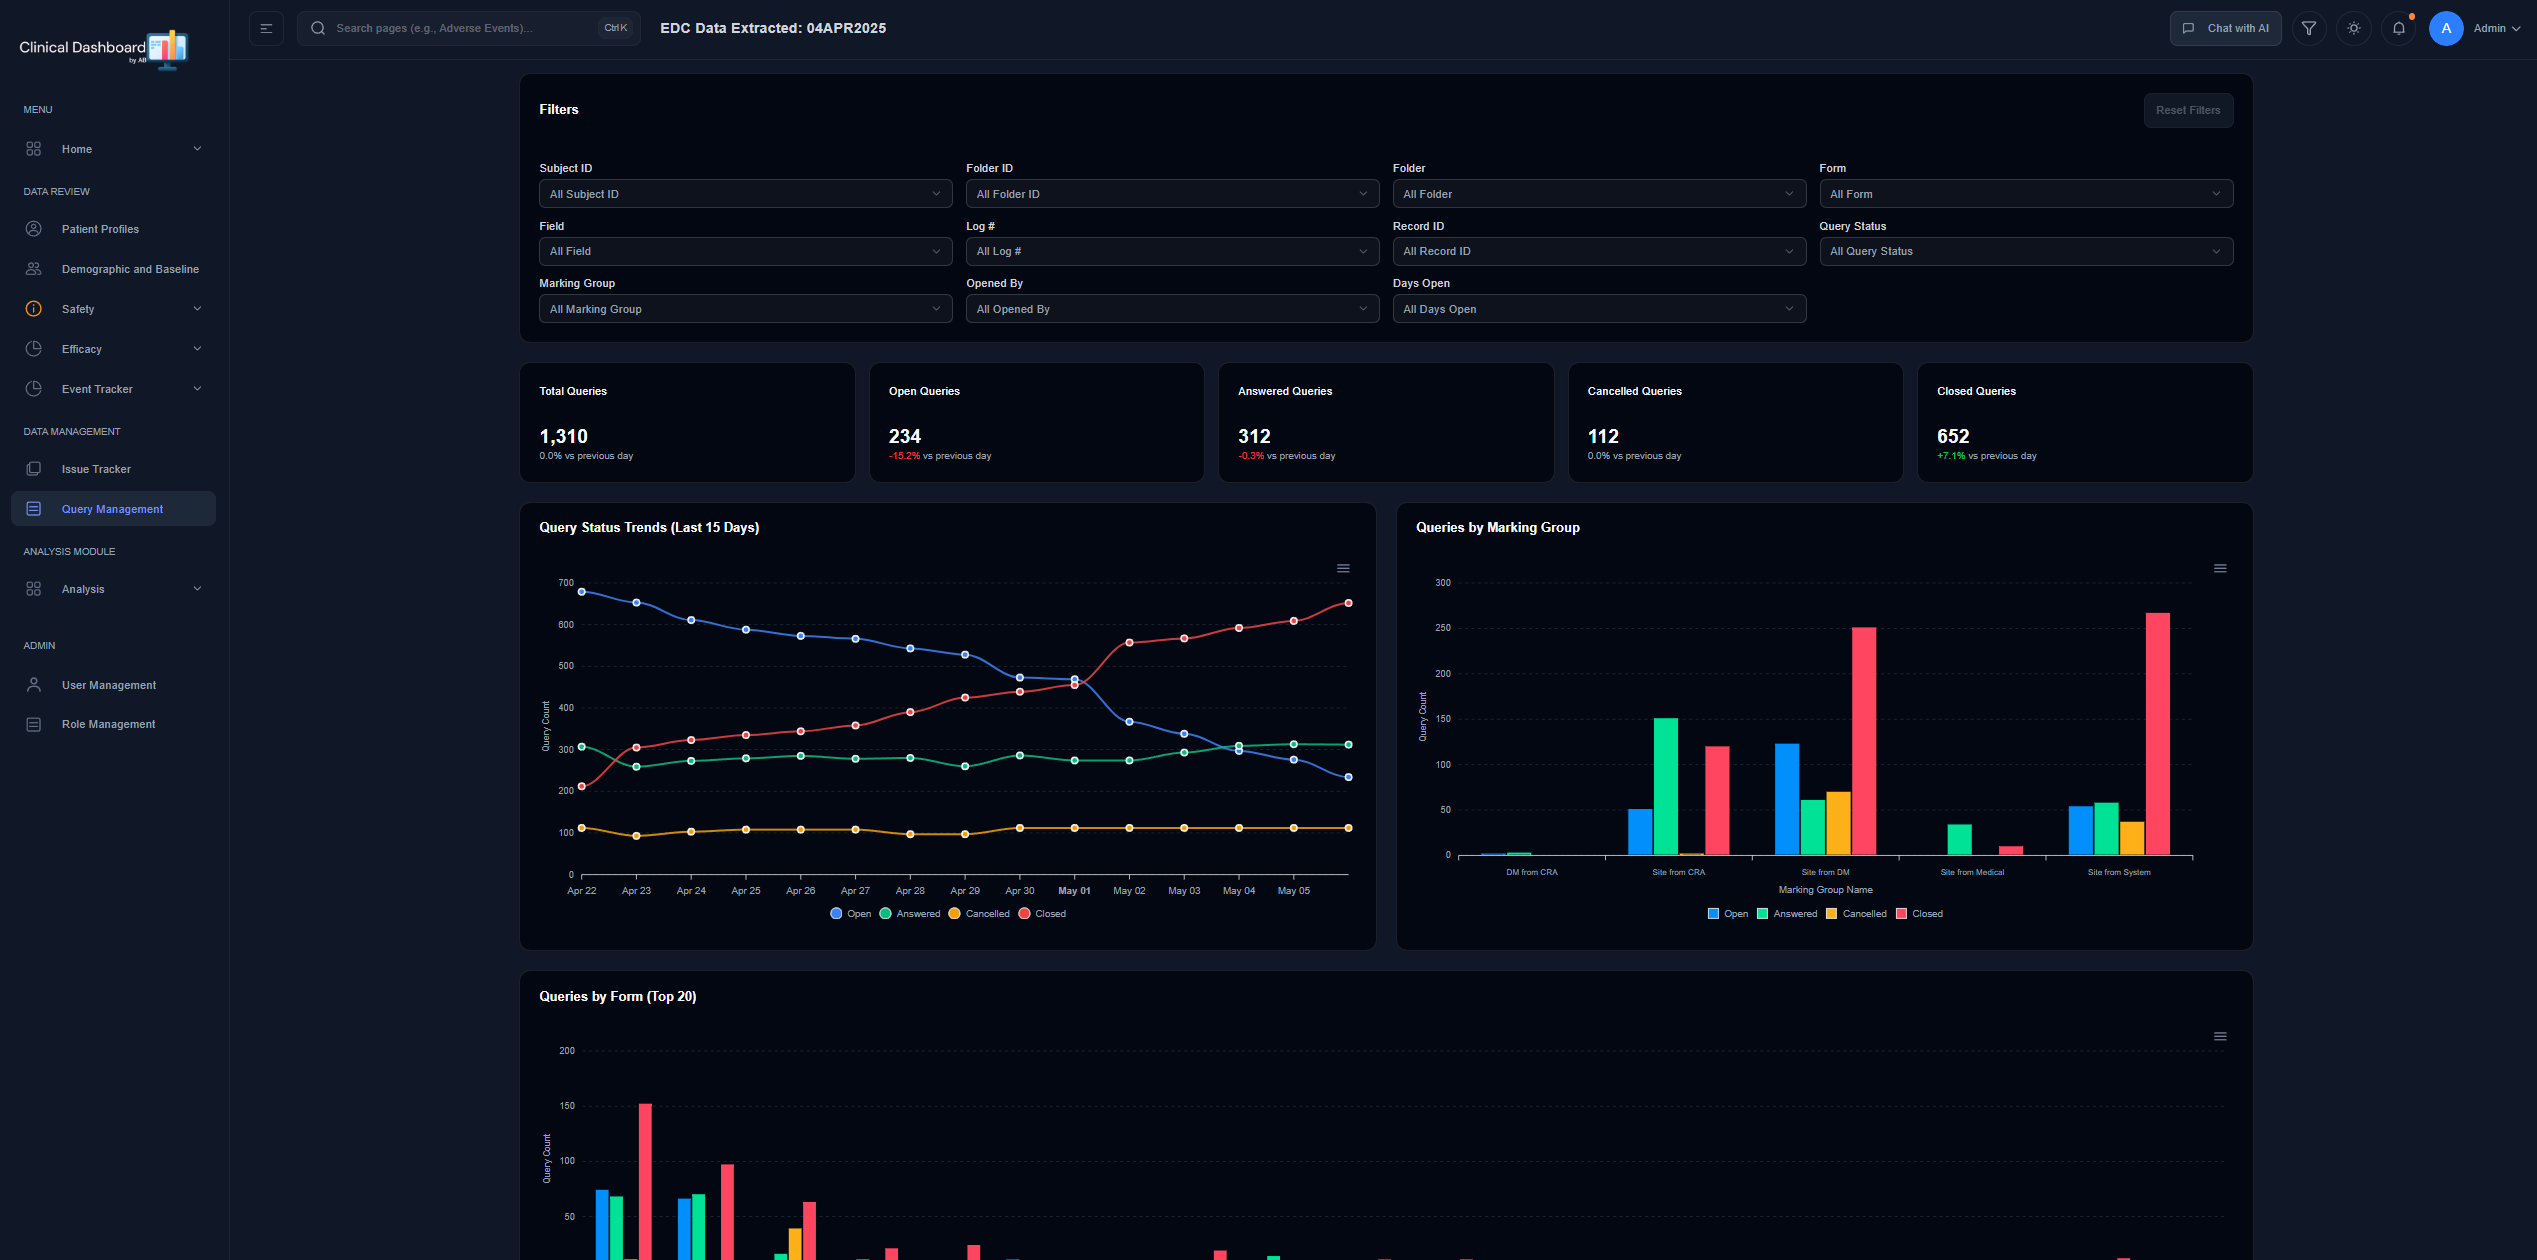 Clinical Dashboard
by AB
MENU
Home
DATA REVIEW
Patient Profiles
Demographic and Baseline
Safety
Efficacy
Event Tracker
DATA MANAGEMENT
Issue Tracker
Query Management
ANALYSIS MODULE
Analysis
ADMIN
User Management
Role Management
Search pages (e.g., Adverse Events)...
Ctrl K
EDC Data Extracted: 04APR2025
Chat with AI
A
Admin
Filters
Reset Filters
Subject ID
All Subject ID
Folder ID
All Folder ID
Folder
All Folder
Form
All Form
Field
All Field
Log #
All Log #
Record ID
All Record ID
Query Status
All Query Status
Marking Group
All Marking Group
Opened By
All Opened By
Days Open
All Days Open
Total Queries
1,310
0.0% vs previous day
Open Queries
234
-15.2% vs previous day
Answered Queries
312
-0.3% vs previous day
Cancelled Queries
112
0.0% vs previous day
Closed Queries
652
+7.1% vs previous day
Query Status Trends (Last 15 Days)
Query Count
700
600
500
400
300
200
100
0
Apr 22 Apr 23 Apr 24 Apr 25 Apr 26 Apr 27 Apr 28 Apr 29 Apr 30 May 01 May 02 May 03 May 04 May 05
Open Answered Cancelled Closed
Queries by Marking Group
Query Count
300
250
200
150
100
50
0
DM from CRA Site from CRA Site from DM Site from Medical Site from System
Marking Group Name
Open Answered Cancelled Closed
Queries by Form (Top 20)
Query Count
200
150
100
50